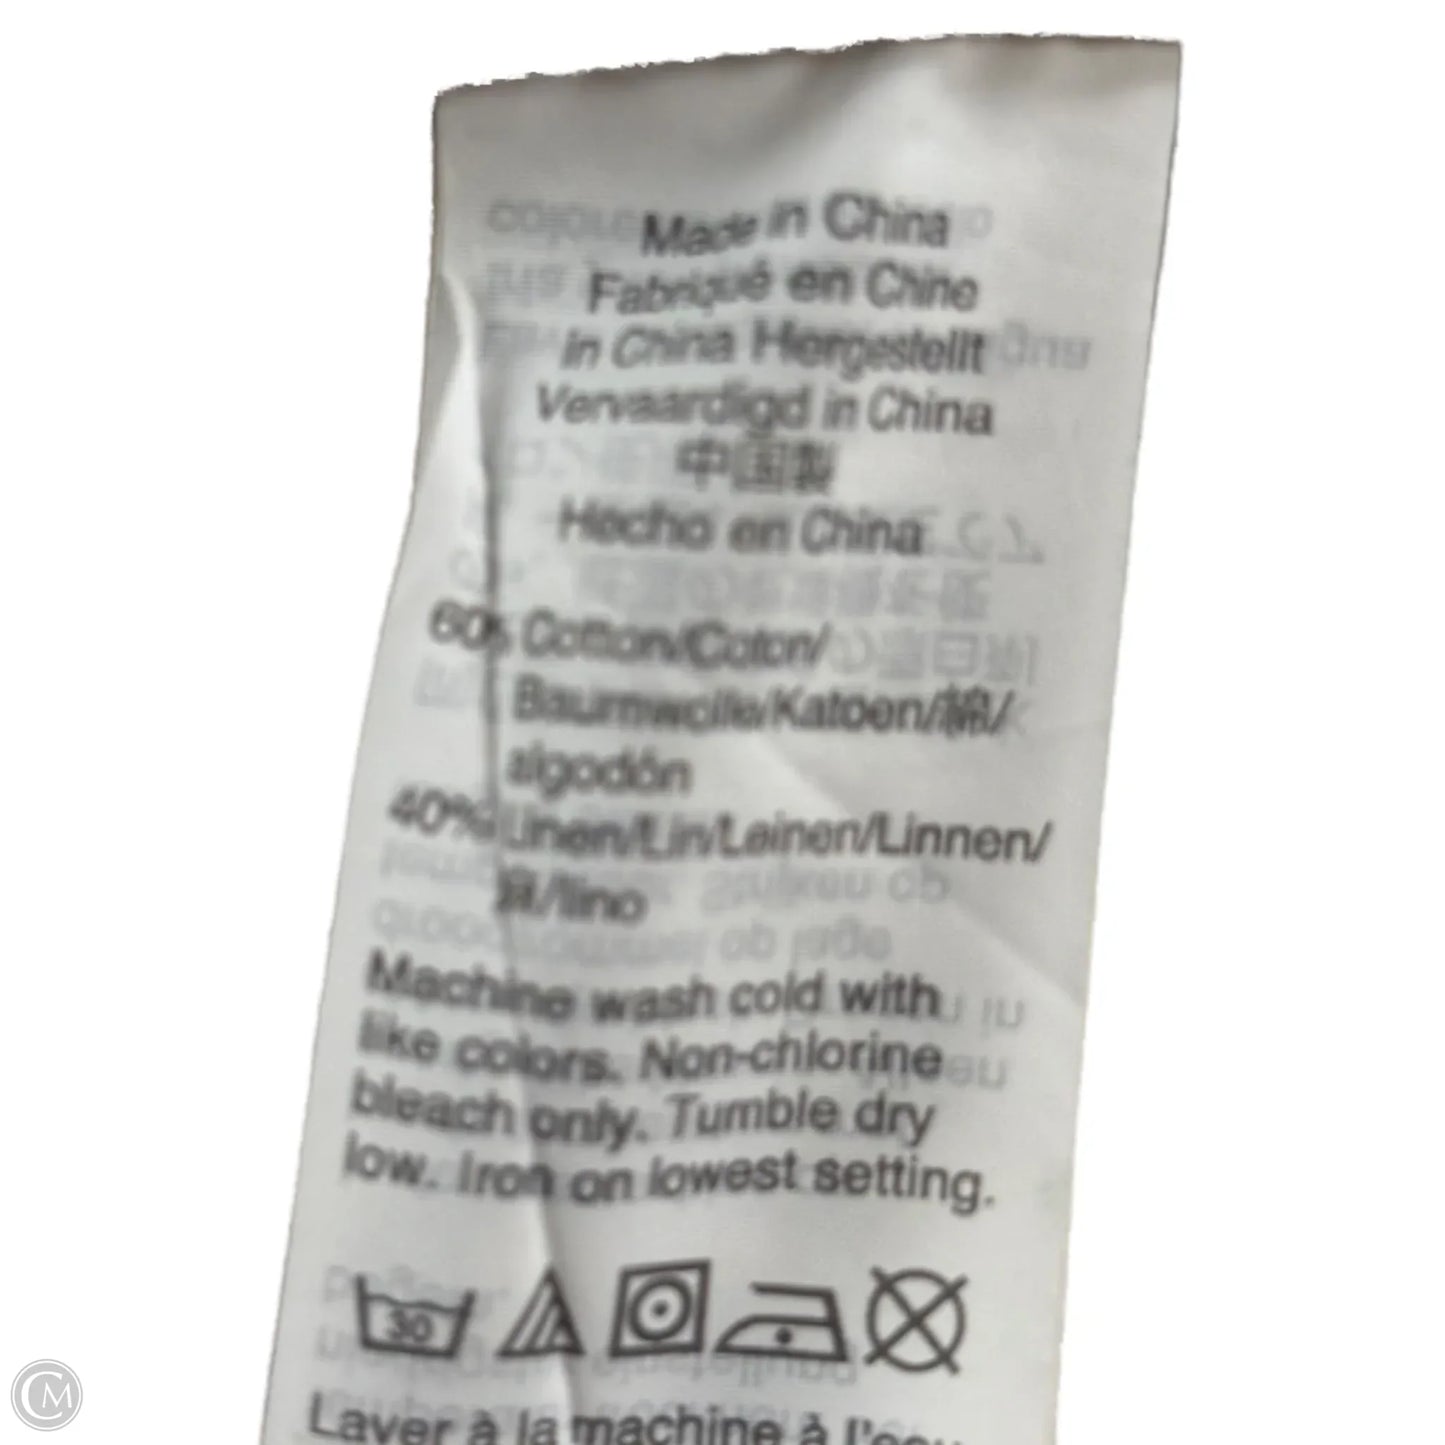 Made in China
Fabriqué en Chine
in China Hergestellt
Vervaardigd in China
中国製
Hecho en China
60% Cotton/Coton/
Baumwolle/Katoen/綿/
algodón
40% Linen/Lin/Leinen/Linnen/
麻/lino
Machine wash cold with
like colors. Non-chlorine
bleach only. Tumble dry
low. Iron on lowest setting.
30
Laver à la machine à l'eau
CM